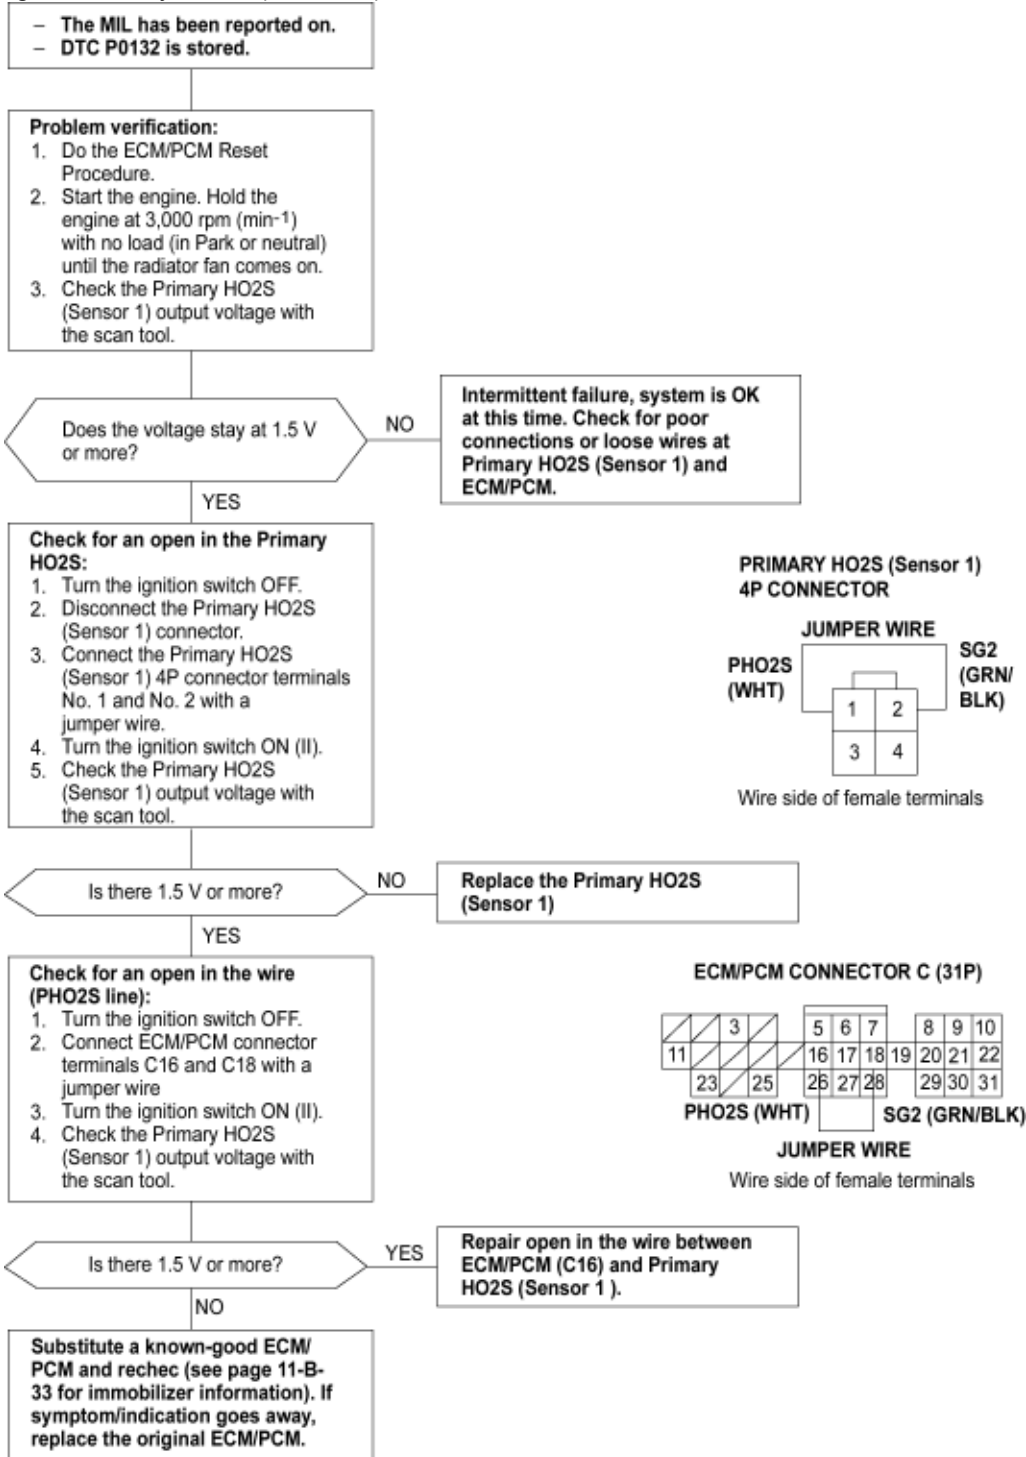 – The MIL has been reported on.
– DTC P0132 is stored.
Problem verification:
1. Do the ECM/PCM Reset
Procedure.
2. Start the engine. Hold the
engine at 3,000 rpm (min-1)
with no load (in Park or neutral)
until the radiator fan comes on.
3. Check the Primary HO2S
(Sensor 1) output voltage with
the scan tool.
Does the voltage stay at 1.5 V
or more?
NO
Intermittent failure, system is OK
at this time. Check for poor
connections or loose wires at
Primary HO2S (Sensor 1) and
ECM/PCM.
YES
Check for an open in the Primary
HO2S:
1. Turn the ignition switch OFF.
2. Disconnect the Primary HO2S
(Sensor 1) connector.
3. Connect the Primary HO2S
(Sensor 1) 4P connector terminals
No. 1 and No. 2 with a
jumper wire.
4. Turn the ignition switch ON (II).
5. Check the Primary HO2S
(Sensor 1) output voltage with
the scan tool.
PRIMARY HO2S (Sensor 1)
4P CONNECTOR
JUMPER WIRE
PHO2S
(WHT)
SG2
(GRN/
BLK)
1 2
3 4
Wire side of female terminals
Is there 1.5 V or more?
NO
Replace the Primary HO2S
(Sensor 1)
YES
Check for an open in the wire
(PHO2S line):
1. Turn the ignition switch OFF.
2. Connect ECM/PCM connector
terminals C16 and C18 with a
jumper wire
3. Turn the ignition switch ON (II).
4. Check the Primary HO2S
(Sensor 1) output voltage with
the scan tool.
ECM/PCM CONNECTOR C (31P)
3 5 6 7 8 9 10
11 16 17 18 19 20 21 22
23 25 26 27 28 29 30 31
PHO2S (WHT) SG2 (GRN/BLK)
JUMPER WIRE
Wire side of female terminals
Is there 1.5 V or more?
YES
Repair open in the wire between
ECM/PCM (C16) and Primary
HO2S (Sensor 1 ).
NO
Substitute a known-good ECM/
PCM and rechec (see page 11-B-
33 for immobilizer information). If
symptom/indication goes away,
replace the original ECM/PCM.